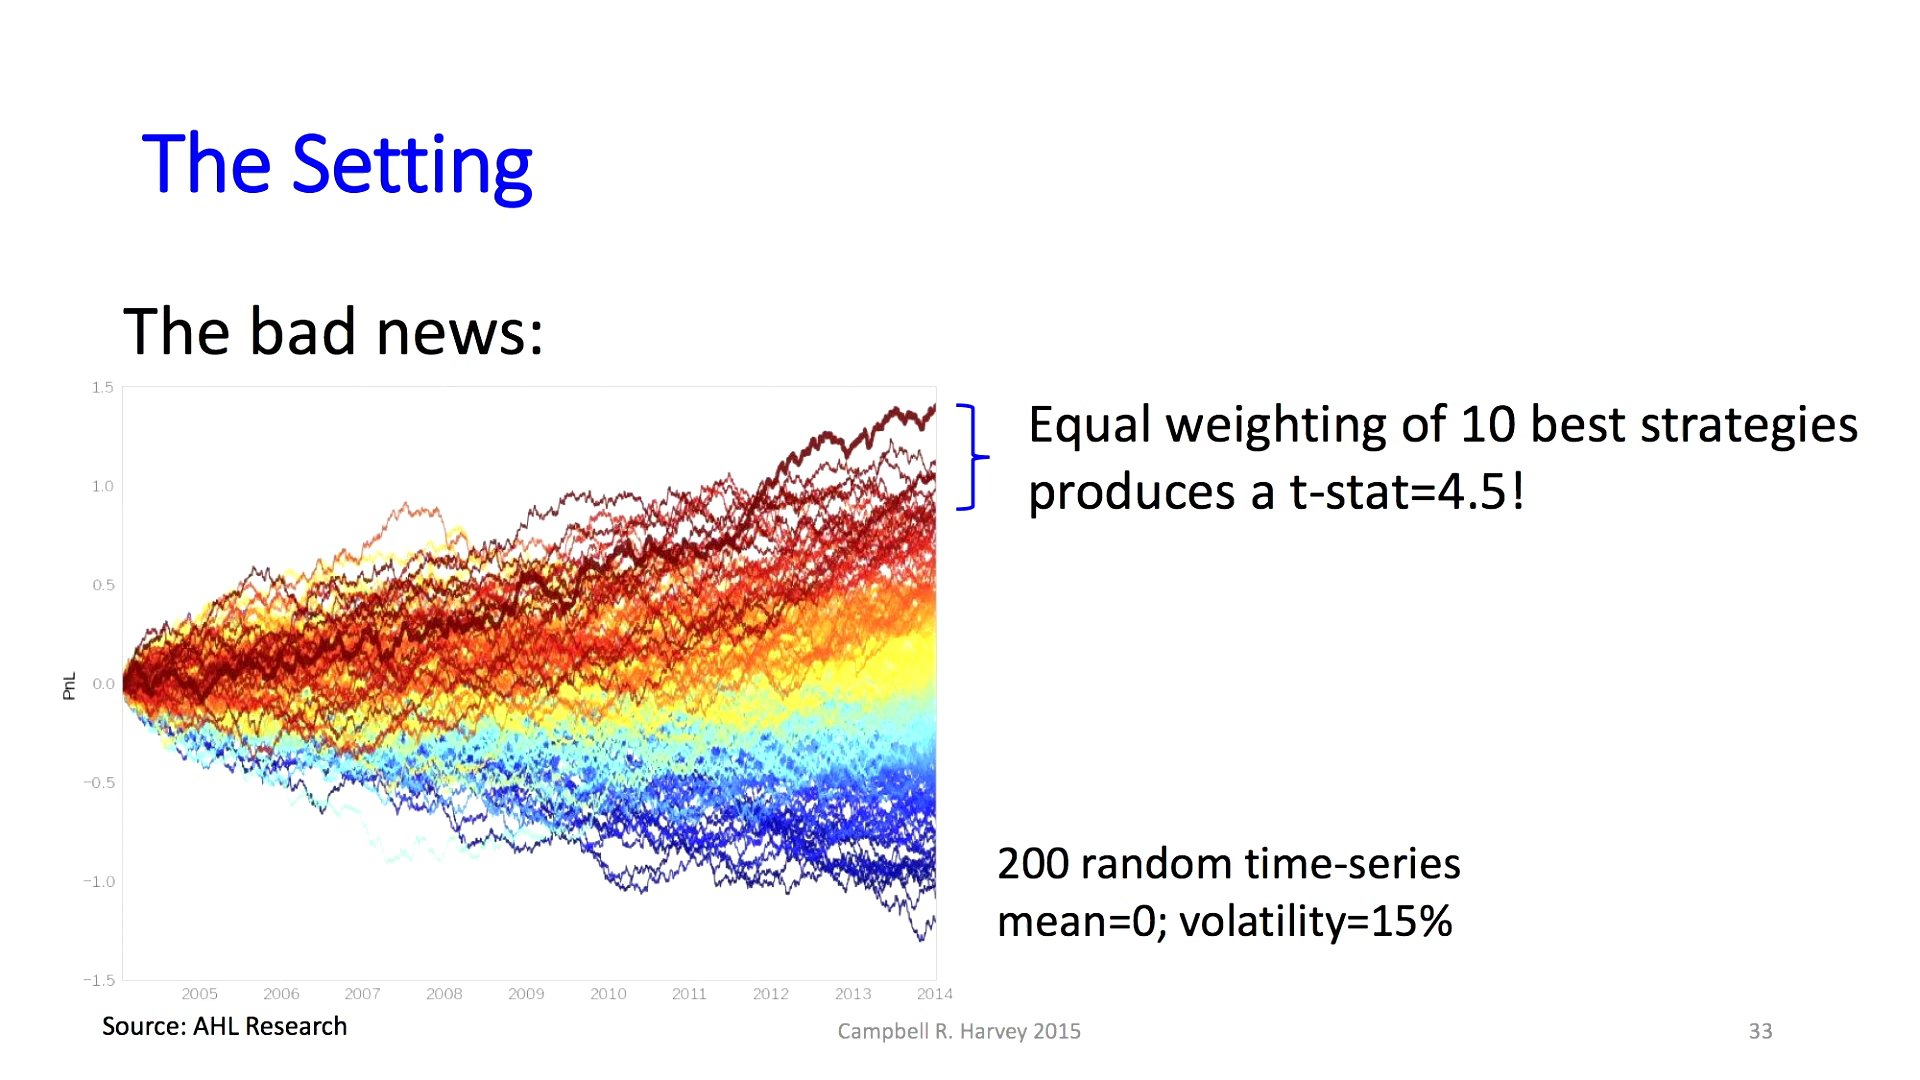 The Setting
The bad news:
1.5
1.0
0.5
0.0
−0.5
−1.0
−1.5
PnL
2005 2006 2007 2008 2009 2010 2011 2012 2013 2014
Equal weighting of 10 best strategies
produces a t-stat=4.5!
200 random time-series
mean=0; volatility=15%
Source: AHL Research
Campbell R. Harvey 2015
33